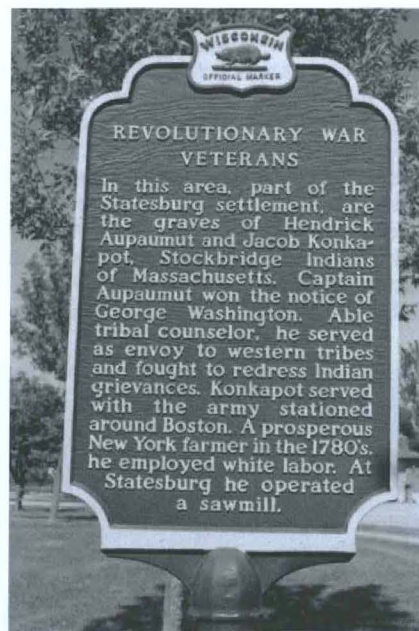 WISCONSIN
OFFICIAL MARKER
REVOLUTIONARY WAR
VETERANS
In this area, part of the
Statesburg settlement, are
the graves of Hendrick
Aupaumut and Jacob Konka-
pot, Stockbridge Indians
of Massachusetts. Captain
Aupaumut won the notice of
George Washington. Able
tribal counselor, he served
as envoy to western tribes
and fought to redress Indian
grievances. Konkapot served
with the army stationed
around Boston. A prosperous
New York farmer in the 1780's,
he employed white labor. At
Statesburg he operated
a sawmill.